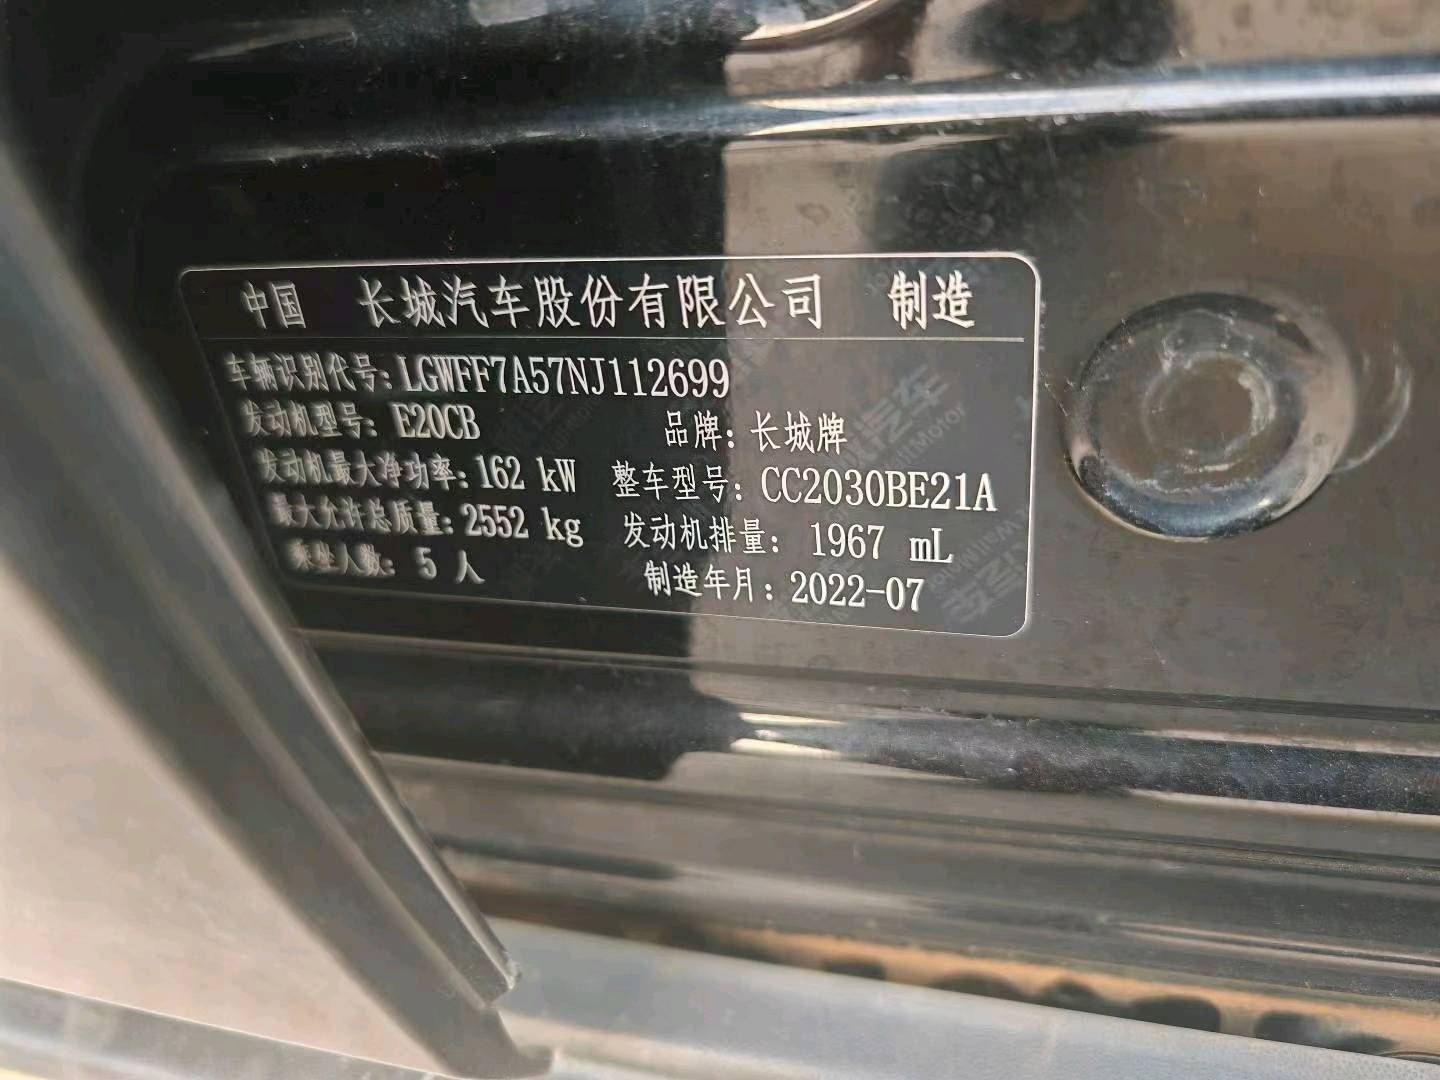 中国 长城汽车股份有限公司 制造
车辆识别代号: LGWFF7A57NJ112699
发动机型号: E20CB 品牌: 长城牌
发动机最大净功率: 162 kW 整车型号: CC2030BE21A
最大允许总质量: 2552 kg 发动机排量: 1967 mL
乘坐人数: 5 人 制造年月: 2022-07